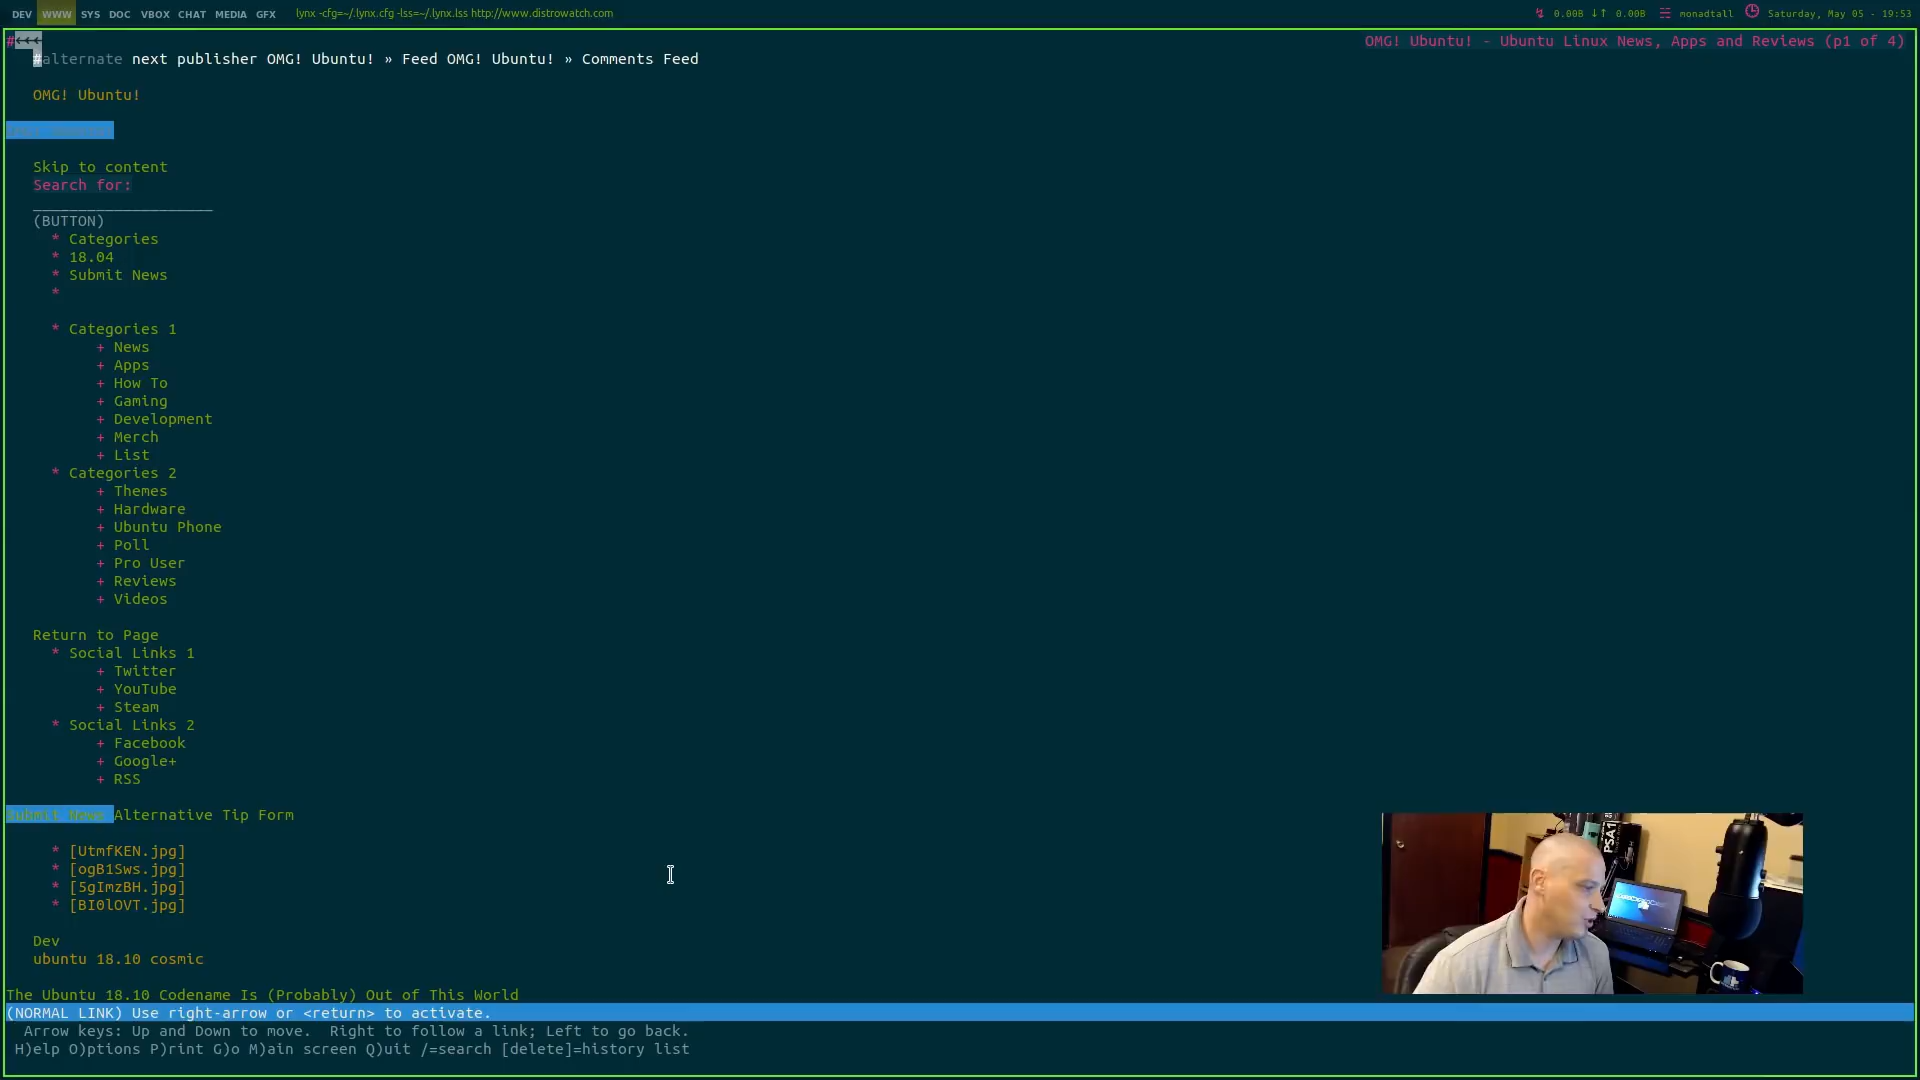 DEV WWW SYS DOC VBOX CHAT MEDIA GFX lynx -cfg=~/.lynx.cfg -lss=~/.lynx.lss http://www.distrowatch.com 0.00B ↓↑ 0.00B monadtall Saturday, May 05 - 19:53
#←←← OMG! Ubuntu! - Ubuntu Linux News, Apps and Reviews (p1 of 4)
#alternate next publisher OMG! Ubuntu! » Feed OMG! Ubuntu! » Comments Feed
OMG! Ubuntu!
Skip to content
Search for:
____________________
(BUTTON)
* Categories
* 18.04
* Submit News
*
* Categories 1
+ News
+ Apps
+ How To
+ Gaming
+ Development
+ Merch
+ List
* Categories 2
+ Themes
+ Hardware
+ Ubuntu Phone
+ Poll
+ Pro User
+ Reviews
+ Videos
Return to Page
* Social Links 1
+ Twitter
+ YouTube
+ Steam
* Social Links 2
+ Facebook
+ Google+
+ RSS
Submit News Alternative Tip Form
* [UtmfKEN.jpg]
* [ogB1Sws.jpg]
* [5gImzBH.jpg]
* [BI0lOVT.jpg]
Dev
ubuntu 18.10 cosmic
The Ubuntu 18.10 Codename Is (Probably) Out of This World
(NORMAL LINK) Use right-arrow or <return> to activate.
Arrow keys: Up and Down to move. Right to follow a link; Left to go back.
H)elp O)ptions P)rint G)o M)ain screen Q)uit /=search [delete]=history list
PSA1